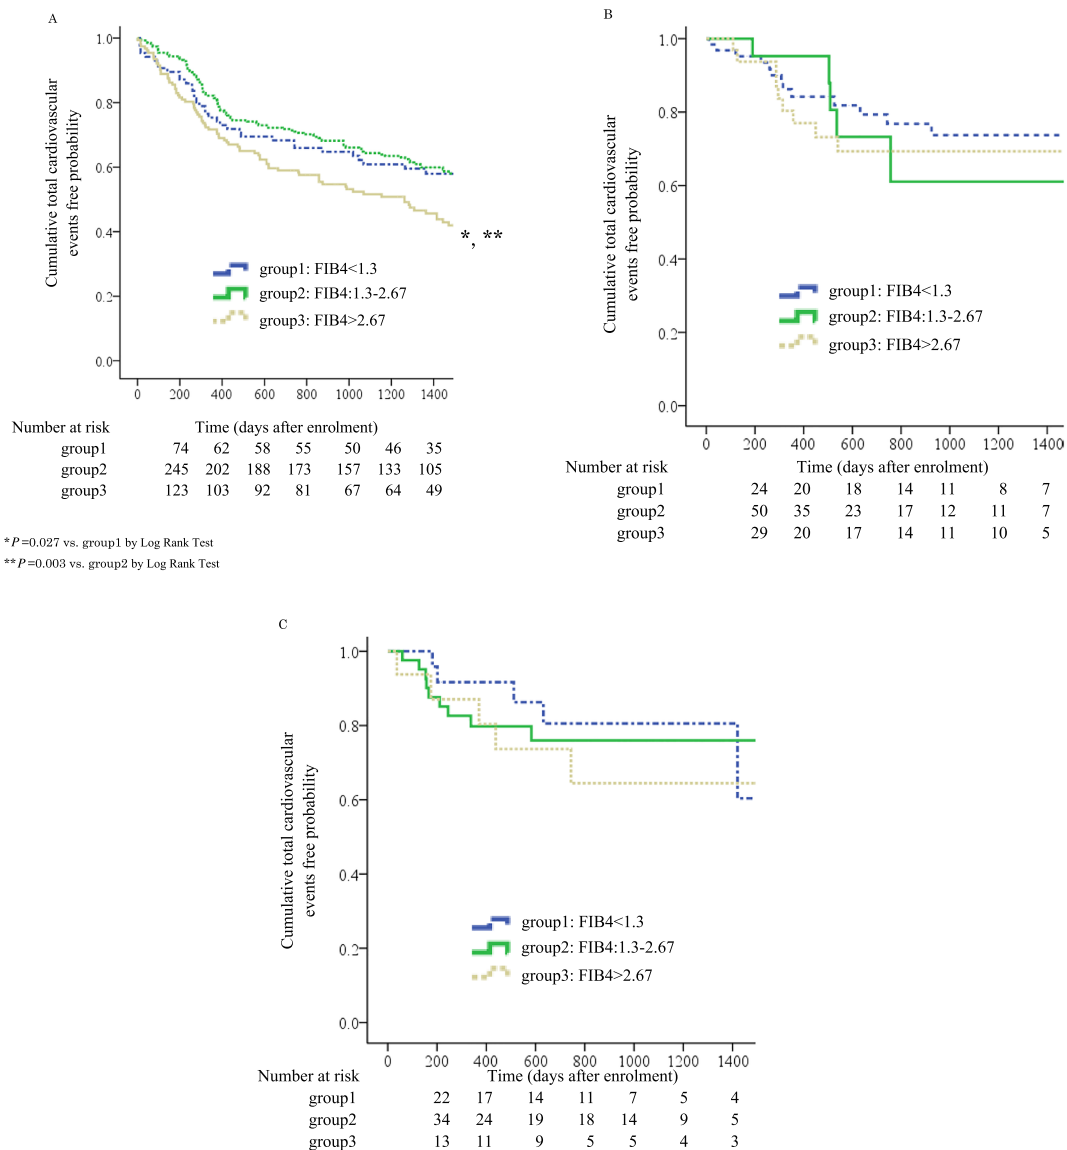 A
Cumulative total cardiovascular
events free probability
1.0
0.8
0.6
0.4
0.2
0.0
*, **
group1: FIB4<1.3
group2: FIB4:1.3-2.67
group3: FIB4>2.67
0 200 400 600 800 1000 1200 1400
Number at risk Time (days after enrolment)
group1 74 62 58 55 50 46 35
group2 245 202 188 173 157 133 105
group3 123 103 92 81 67 64 49
*P=0.027 vs. group1 by Log Rank Test
**P=0.003 vs. group2 by Log Rank Test
B
Cumulative total cardiovascular
events free probability
1.0
0.8
0.6
0.4
0.2
0.0
group1: FIB4<1.3
group2: FIB4:1.3-2.67
group3: FIB4>2.67
0 200 400 600 800 1000 1200 1400
Number at risk Time (days after enrolment)
group1 24 20 18 14 11 8 7
group2 50 35 23 17 12 11 7
group3 29 20 17 14 11 10 5
C
Cumulative total cardiovascular
events free probability
1.0
0.8
0.6
0.4
0.2
0.0
group1: FIB4<1.3
group2: FIB4:1.3-2.67
group3: FIB4>2.67
0 200 400 600 800 1000 1200 1400
Number at risk Time (days after enrolment)
group1 22 17 14 11 7 5 4
group2 34 24 19 18 14 9 5
group3 13 11 9 5 5 4 3